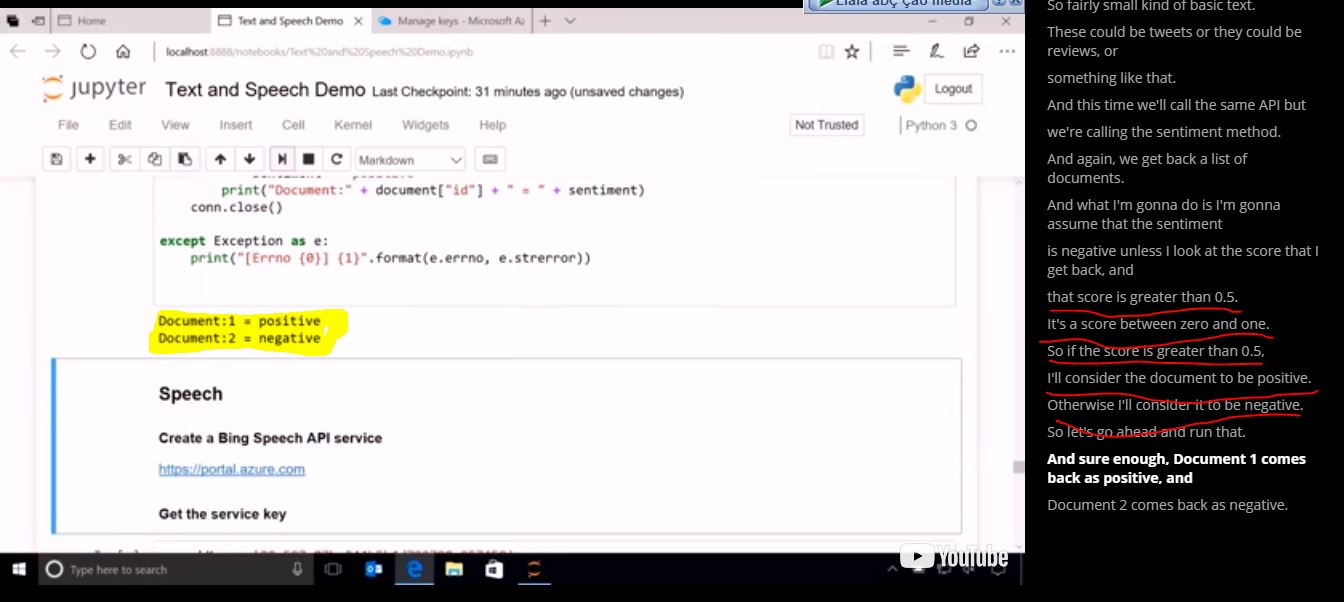 Home
Text and Speech Demo
Manage keys - Microsoft Az
localhost:8888/notebooks/Text%20and%20Speech%20Demo.ipynb
jupyter Text and Speech Demo Last Checkpoint: 31 minutes ago (unsaved changes)
Logout
File Edit View Insert Cell Kernel Widgets Help
Not Trusted
Python 3
Markdown
print("Document:" + document["id"] + " = " + sentiment)
conn.close()
except Exception as e:
print("[Errno {0}] {1}".format(e.errno, e.strerror))
Document:1 = positive
Document:2 = negative
Speech
Create a Bing Speech API service
https://portal.azure.com
Get the service key
YouTube
Type here to search
So fairly small kind of basic text.
These could be tweets or they could be
reviews, or
something like that.
And this time we'll call the same API but
we're calling the sentiment method.
And again, we get back a list of
documents.
And what I'm gonna do is I'm gonna
assume that the sentiment
is negative unless I look at the score that I
get back, and
that score is greater than 0.5.
It's a score between zero and one.
So if the score is greater than 0.5,
I'll consider the document to be positive.
Otherwise I'll consider it to be negative.
So let's go ahead and run that.
And sure enough, Document 1 comes
back as positive, and
Document 2 comes back as negative.